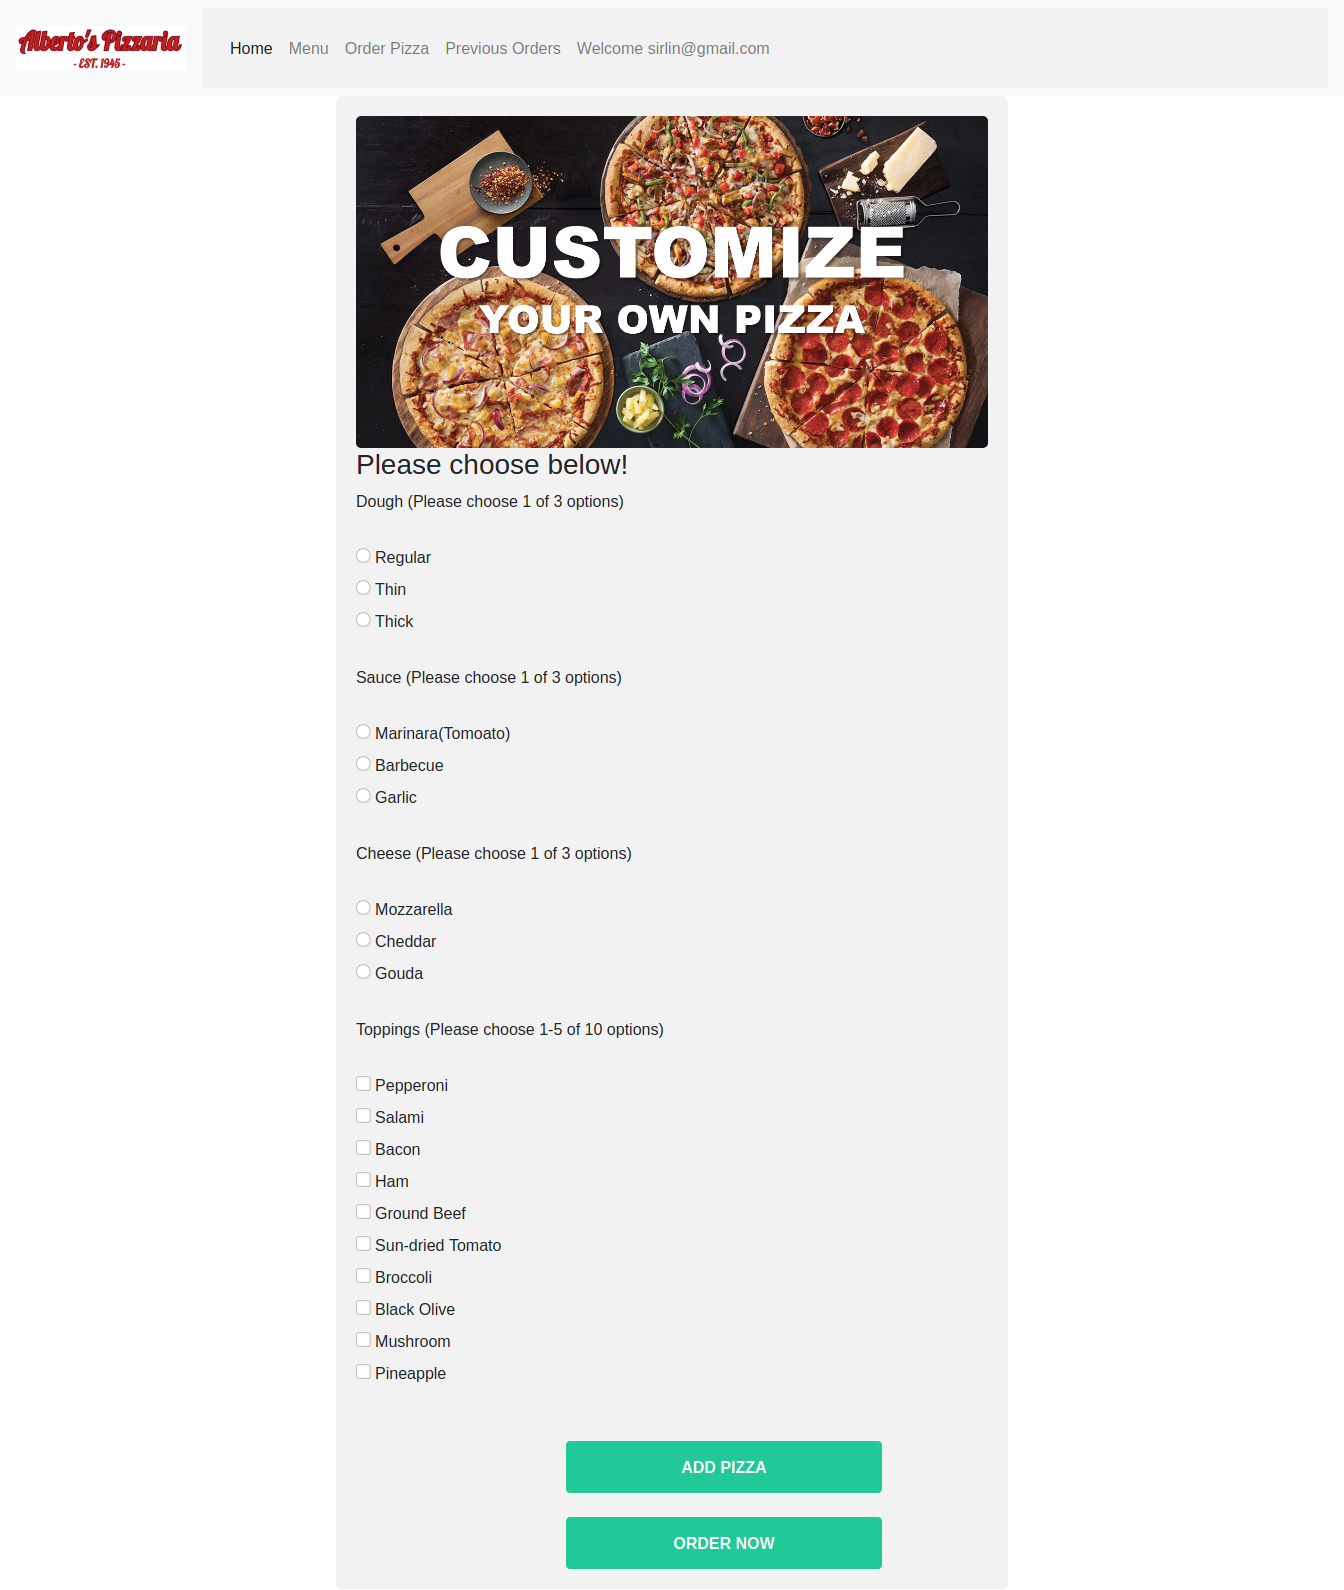 Alberto's Pizzaria
- EST. 1945 -
Home Menu Order Pizza Previous Orders Welcome sirlin@gmail.com
CUSTOMIZE
YOUR OWN PIZZA
Please choose below!
Dough (Please choose 1 of 3 options)
Regular
Thin
Thick
Sauce (Please choose 1 of 3 options)
Marinara(Tomoato)
Barbecue
Garlic
Cheese (Please choose 1 of 3 options)
Mozzarella
Cheddar
Gouda
Toppings (Please choose 1-5 of 10 options)
Pepperoni
Salami
Bacon
Ham
Ground Beef
Sun-dried Tomato
Broccoli
Black Olive
Mushroom
Pineapple
ADD PIZZA
ORDER NOW